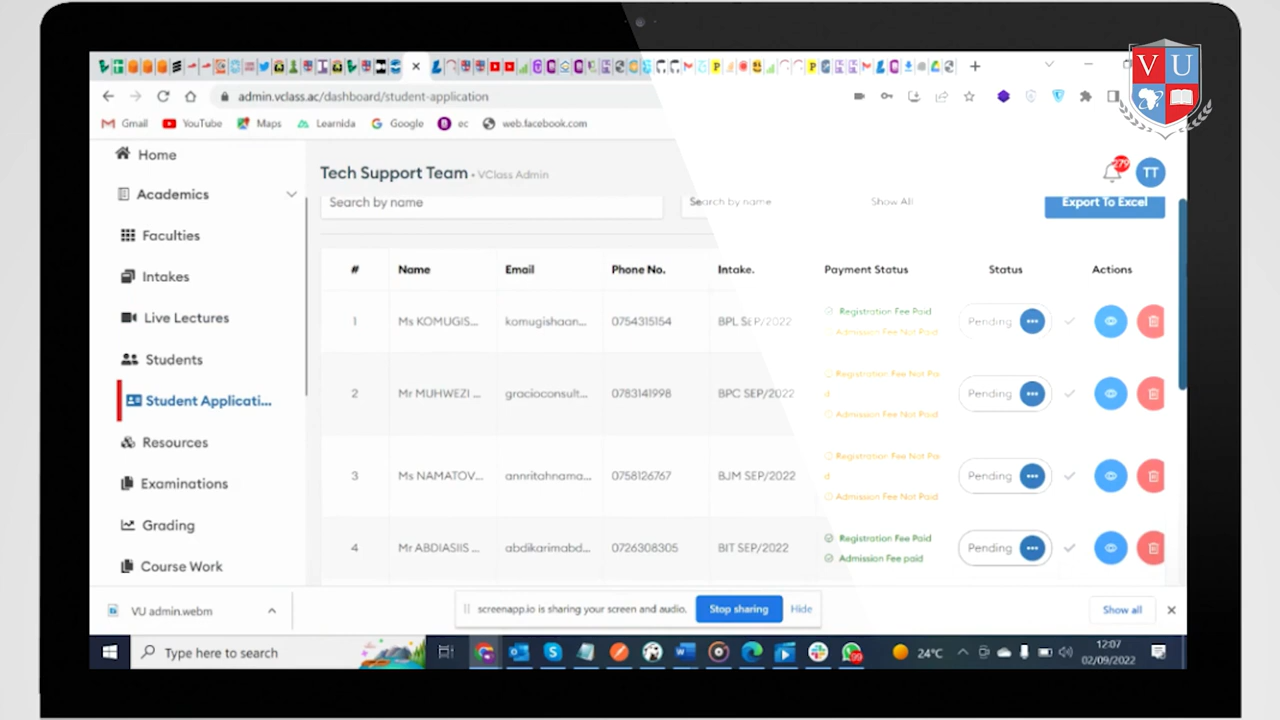 V U
admin.vclass.ac/dashboard/student-application
Gmail YouTube Maps Learnida Google ec web.facebook.com
Home
Academics
Faculties
Intakes
Live Lectures
Students
Student Applicati...
Resources
Examinations
Grading
Course Work
Tech Support Team - VClass Admin
279
TT
Search by name Search by name Show All Export To Excel
# Name Email Phone No. Intake. Payment Status Status Actions
1 Ms KOMUGIS... komugishaan... 0754315154 BPL SEP/2022 Registration Fee Paid Pending
Admission Fee Not Paid
2 Mr MUHWEZI ... gracioconsult... 0783141998 BPC SEP/2022 Registration Fee Not Pai Pending
d
Admission Fee Not Paid
3 Ms NAMATOV... annritahnama... 0758126767 BJM SEP/2022 Registration Fee Not Pai Pending
d
Admission Fee Not Paid
4 Mr ABDIASIIS ... abdikarimabd... 0726308305 BIT SEP/2022 Registration Fee Paid Pending
Admission Fee paid
VU admin.webm
screenapp.io is sharing your screen and audio. Stop sharing Hide
Show all
Type here to search
99
24°C
12:07
02/09/2022